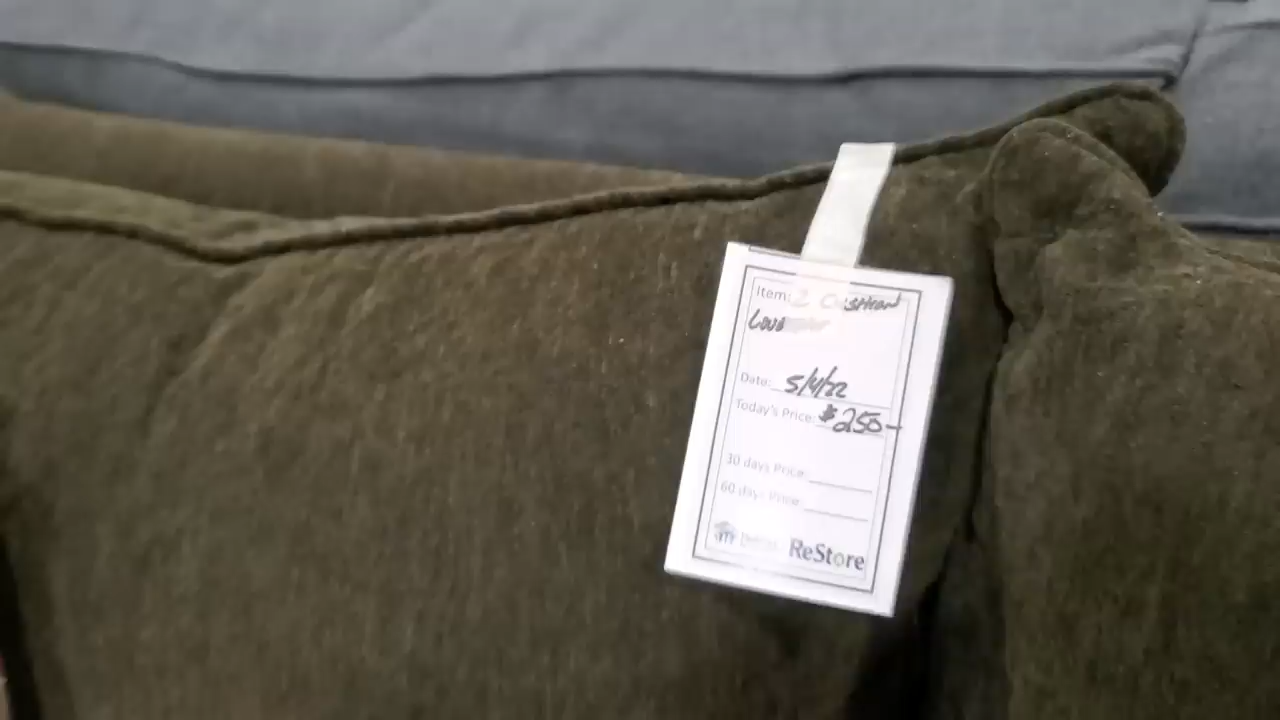 Item: 2 Cushion
Love
Date: 5/4/22
Today's Price: $250-
30 days Price:
60 days Price:
ReStore